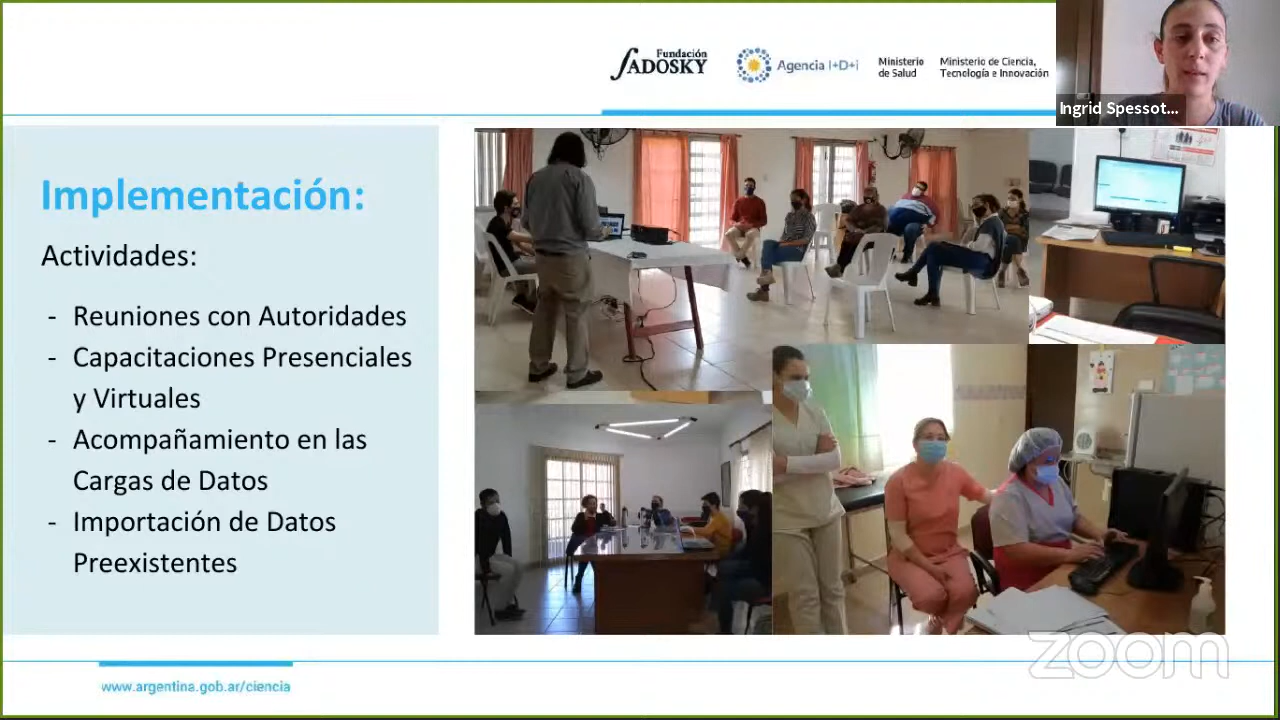 Fundación
SADOSKY
Agencia I+D+i
Ministerio
de Salud
Ministerio de Ciencia,
Tecnología e Innovación
Ingrid Spessot...
Implementación:
Actividades:
- Reuniones con Autoridades
- Capacitaciones Presenciales
y Virtuales
- Acompañamiento en las
Cargas de Datos
- Importación de Datos
Preexistentes
zoom
www.argentina.gob.ar/ciencia